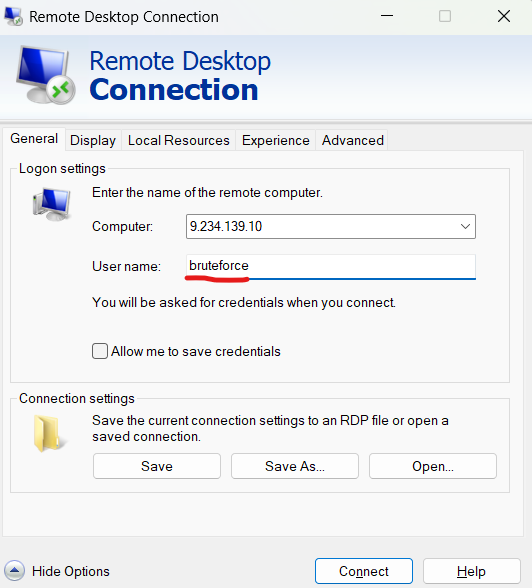 Remote Desktop Connection
Remote Desktop
Connection
General Display Local Resources Experience Advanced
Logon settings
Enter the name of the remote computer.
Computer: 9.234.139.10
User name: bruteforce
You will be asked for credentials when you connect.
Allow me to save credentials
Connection settings
Save the current connection settings to an RDP file or open a
saved connection.
Save Save As... Open...
Hide Options Connect Help